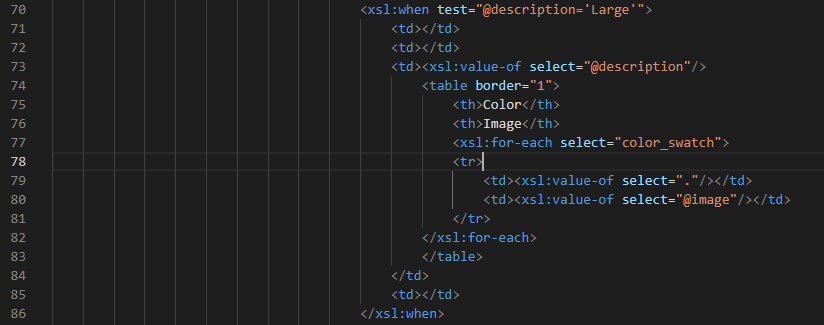 70 <xsl:when test="@description='Large'">
71 <td></td>
72 <td></td>
73 <td><xsl:value-of select="@description"/>
74 <table border="1">
75 <th>Color</th>
76 <th>Image</th>
77 <xsl:for-each select="color_swatch">
78 <tr>
79 <td><xsl:value-of select="."/></td>
80 <td><xsl:value-of select="@image"/></td>
81 </tr>
82 </xsl:for-each>
83 </table>
84 </td>
85 <td></td>
86 </xsl:when>